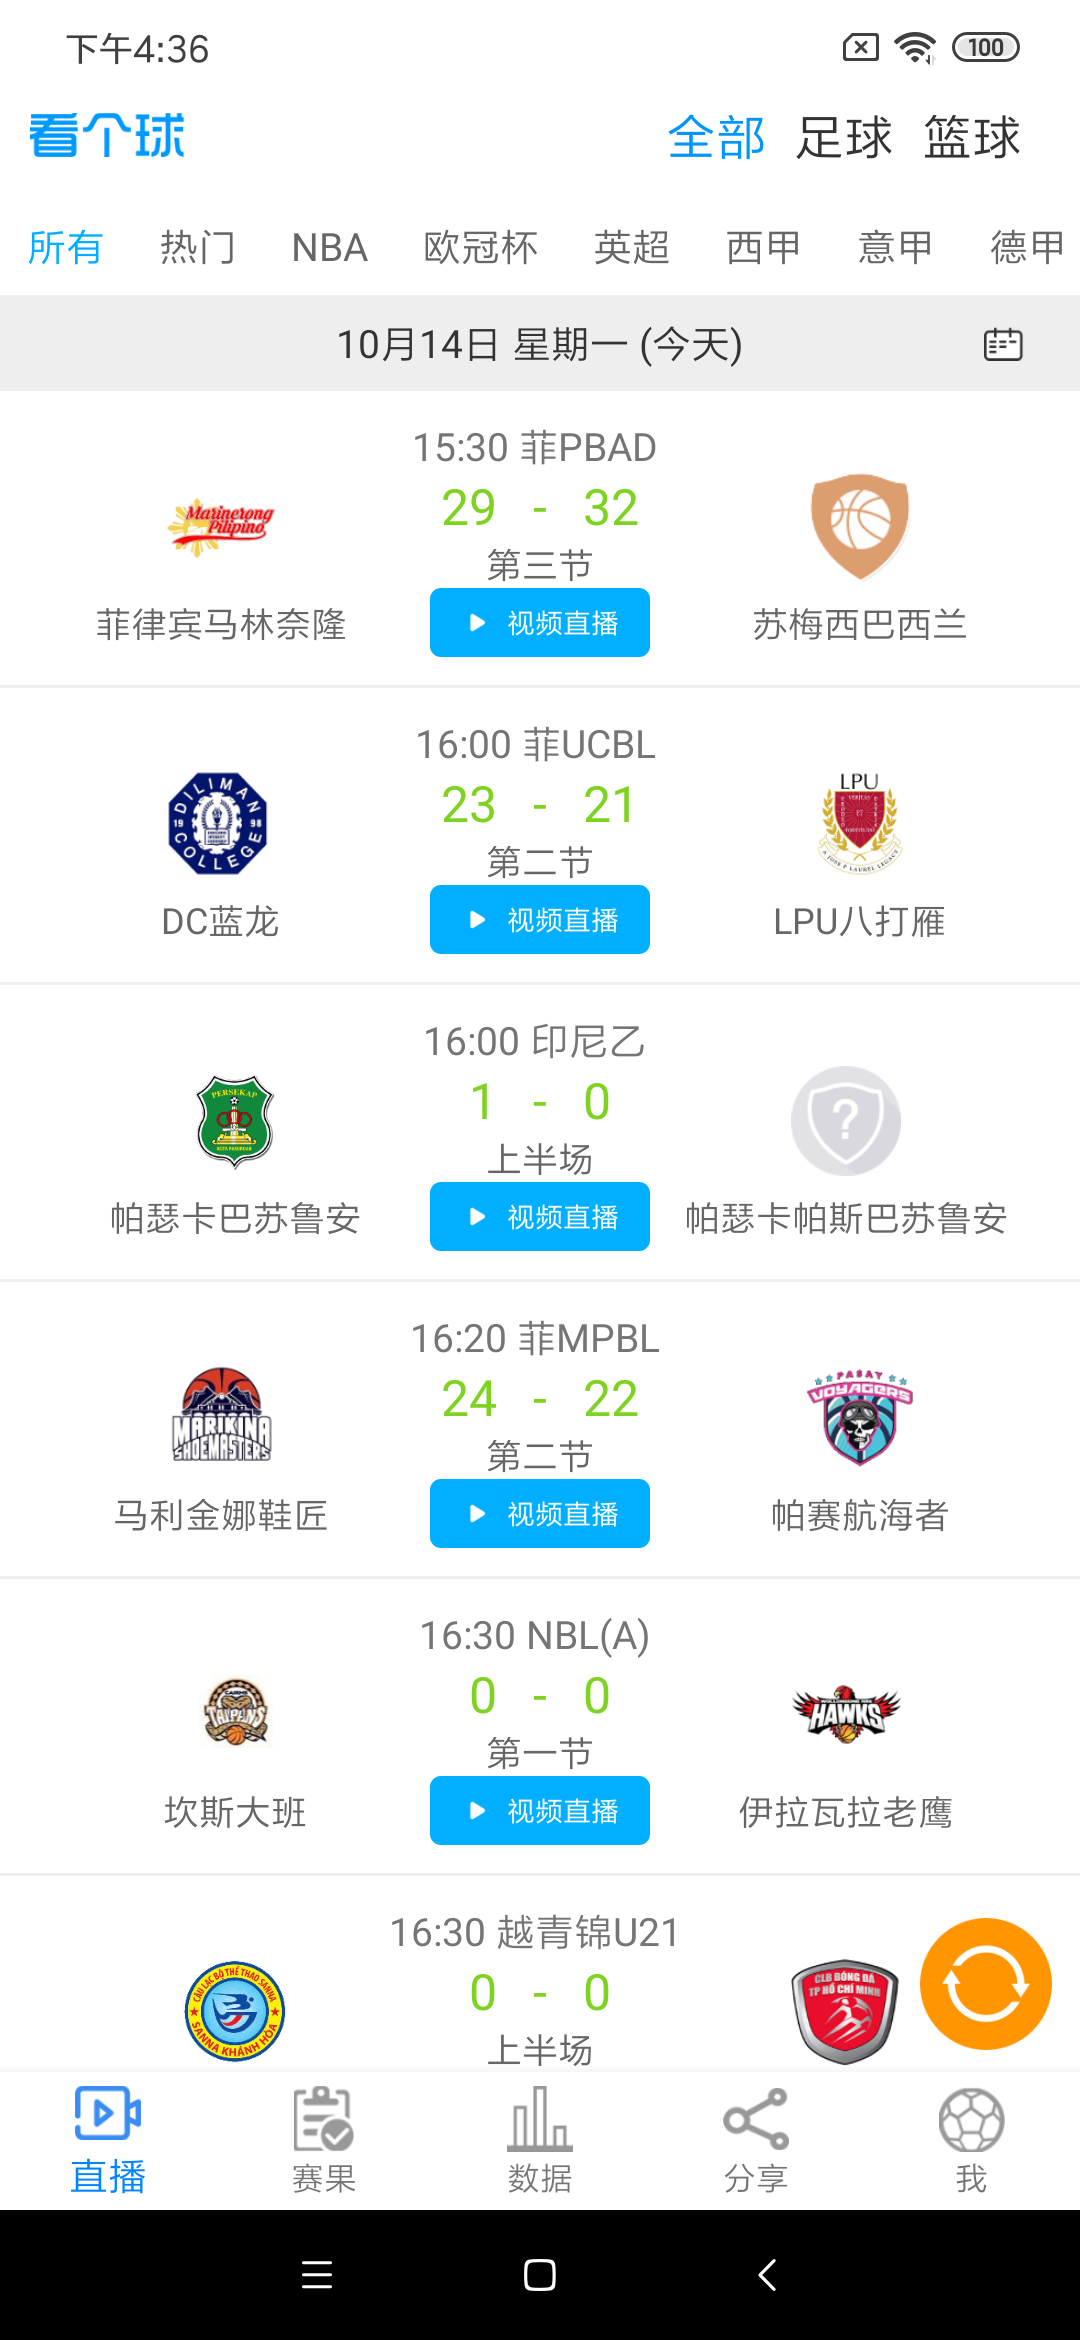 下午4:36
100
看个球
全部 足球 篮球
所有 热门 NBA 欧冠杯 英超 西甲 意甲 德甲
10月14日 星期一 (今天)
15:30 菲PBAD
Marinerong
Pilipino
29 - 32
第三节
菲律宾马林奈隆
视频直播
苏梅西巴西兰
16:00 菲UCBL
DILIMAN
1998
COLLEGE
23 - 21
LPU
第二节
DC蓝龙
视频直播
LPU八打雁
16:00 印尼乙
PERSEKAP
1 - 0
?
上半场
帕瑟卡巴苏鲁安
视频直播
帕瑟卡帕斯巴苏鲁安
16:20 菲MPBL
MARIKINA
SHOEMASTERS
24 - 22
PASAY
VOYAGERS
第二节
马利金娜鞋匠
视频直播
帕赛航海者
16:30 NBL(A)
CAIRNS
TAIPANS
0 - 0
HAWKS
第一节
坎斯大班
视频直播
伊拉瓦拉老鹰
16:30 越青锦U21
CÂU LẠC BỘ THỂ THAO SANNA
SANNA KHÁNH HÒA
0 - 0
CLB BÓNG ĐÁ
TP HỒ CHÍ MINH
上半场
直播 赛果 数据 分享 我